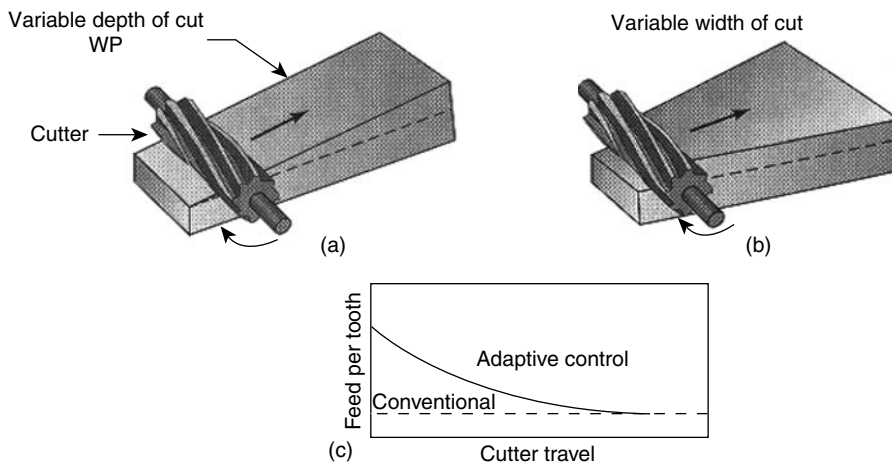 Variable depth of cut
WP
Cutter
(a)
Variable width of cut
(b)
Feed per tooth
Adaptive control
Conventional
Cutter travel
(c)